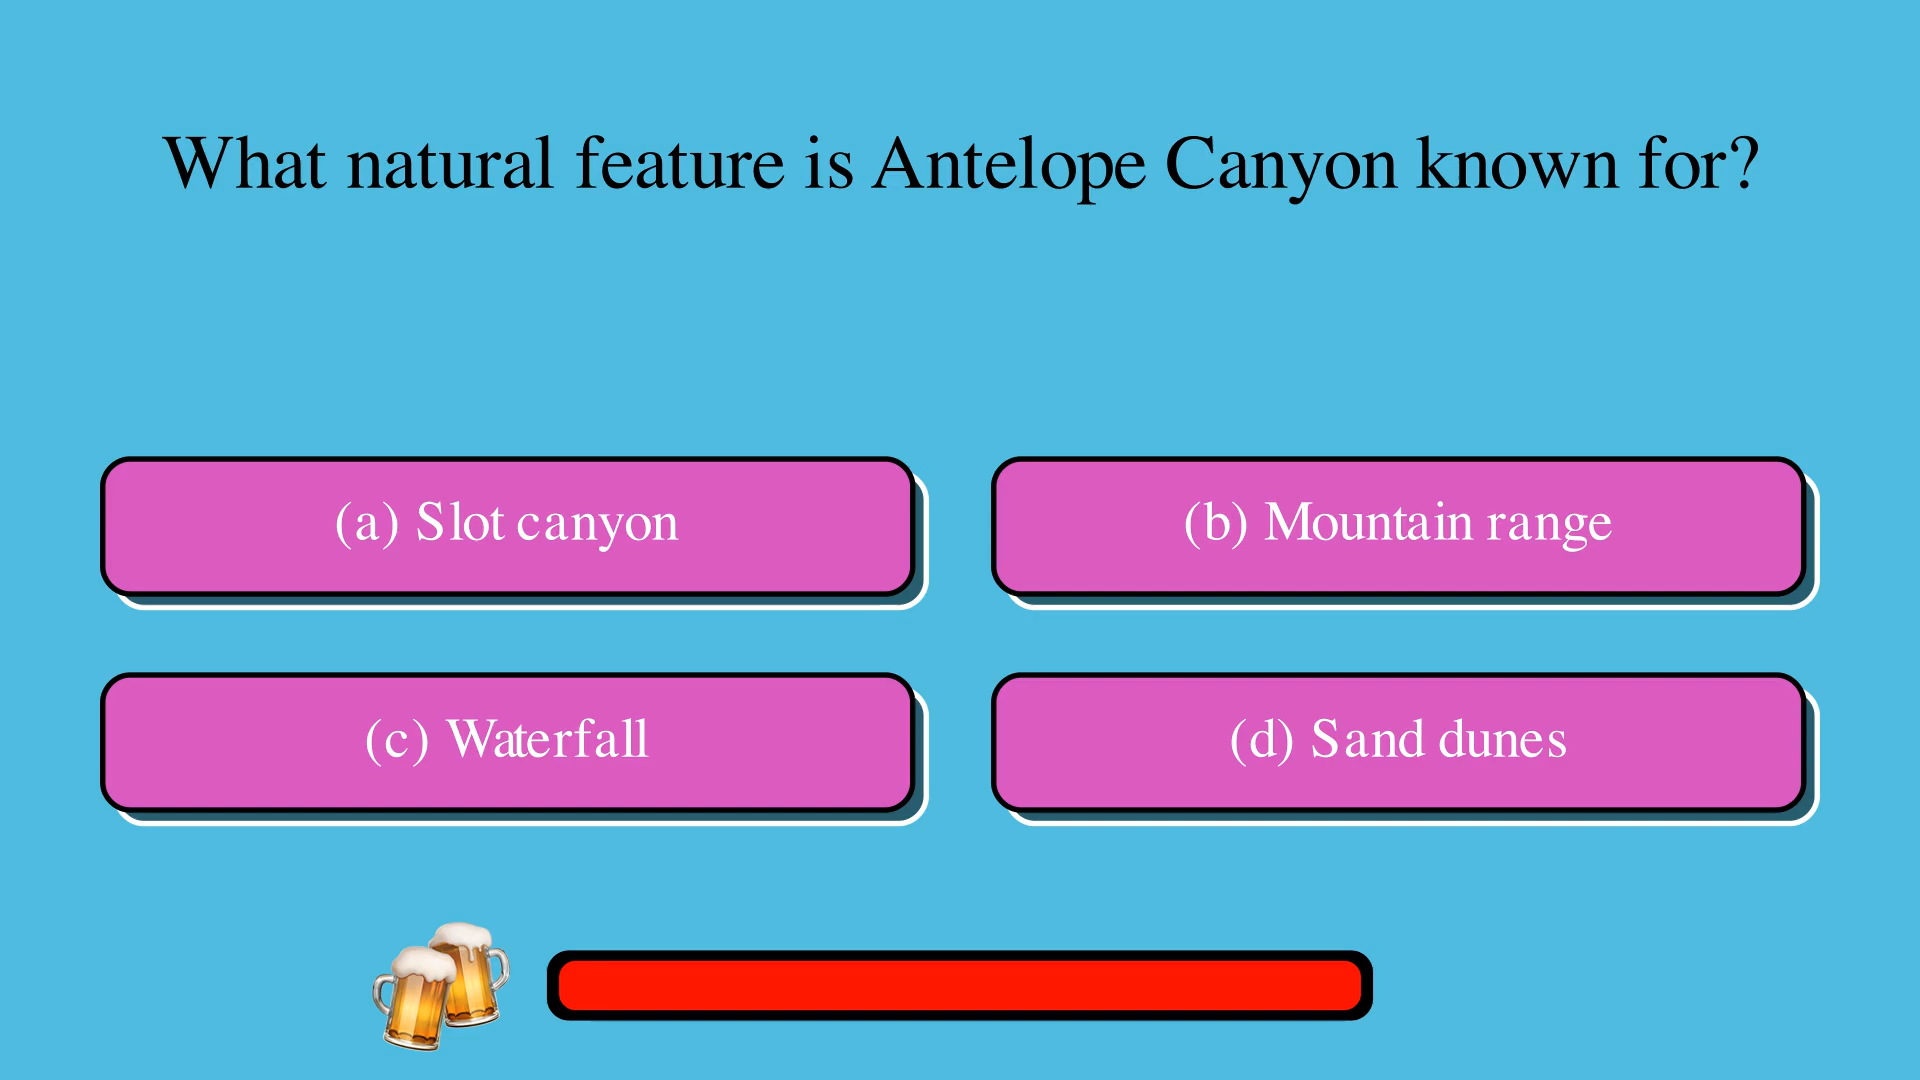 What natural feature is Antelope Canyon known for?
(a) Slot canyon
(b) Mountain range
(c) Waterfall
(d) Sand dunes